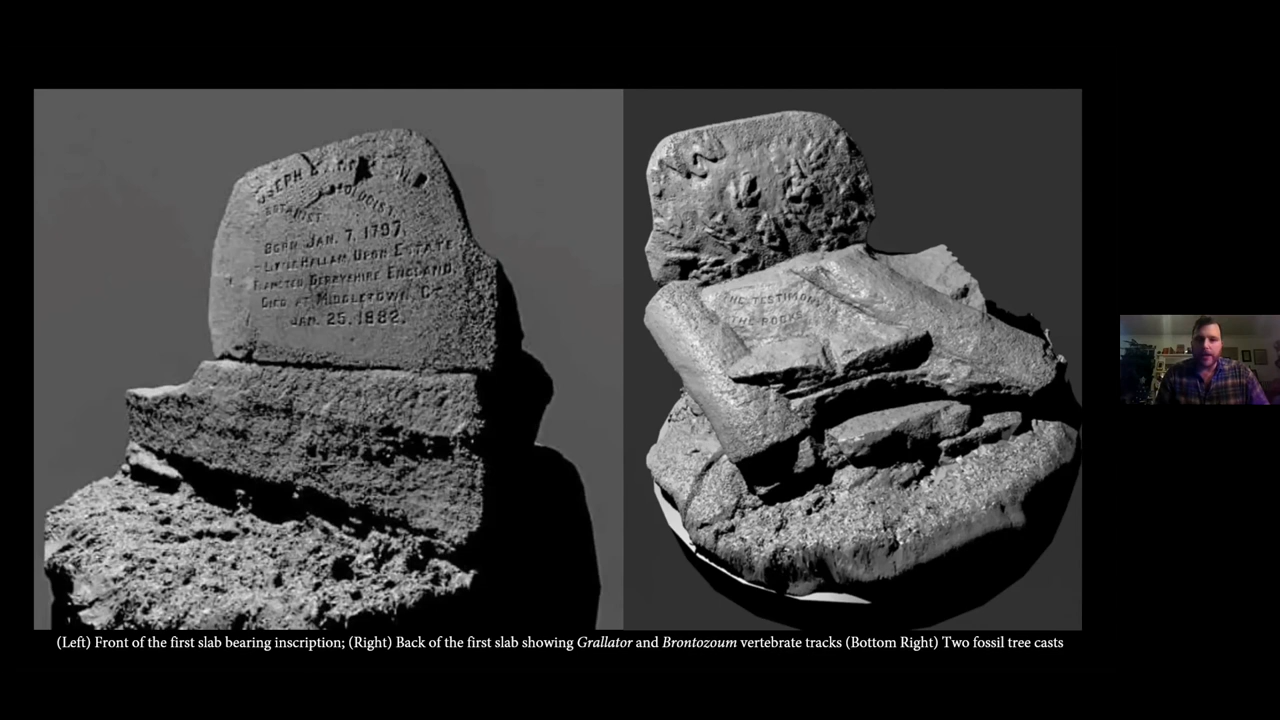 BORN JAN. 7, 1797,
UPON ESTATE
DERBYSHIRE ENGLAND,
DIED AT MIDDLETOWN, CT
JAN. 25, 1882.
THE TESTIMONY
THE ROCKS
(Left) Front of the first slab bearing inscription; (Right) Back of the first slab showing Grallator and Brontozoum vertebrate tracks (Bottom Right) Two fossil tree casts